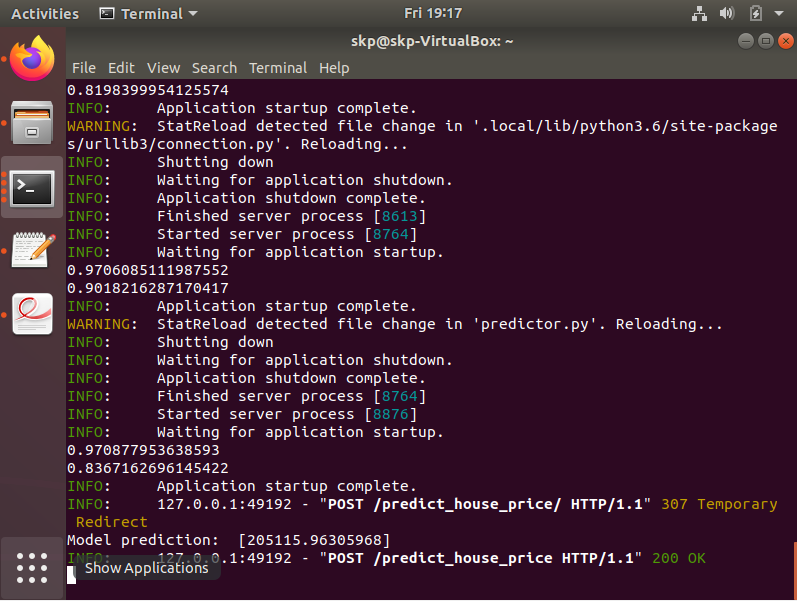 Activities Terminal Fri 19:17
skp@skp-VirtualBox: ~
File Edit View Search Terminal Help
0.8198399954125574
INFO: Application startup complete.
WARNING: StatReload detected file change in '.local/lib/python3.6/site-package
s/urllib3/connection.py'. Reloading...
INFO: Shutting down
INFO: Waiting for application shutdown.
INFO: Application shutdown complete.
INFO: Finished server process [8613]
INFO: Started server process [8764]
INFO: Waiting for application startup.
0.9706085111987552
0.9018216287170417
INFO: Application startup complete.
WARNING: StatReload detected file change in 'predictor.py'. Reloading...
INFO: Shutting down
INFO: Waiting for application shutdown.
INFO: Application shutdown complete.
INFO: Finished server process [8764]
INFO: Started server process [8876]
INFO: Waiting for application startup.
0.970877953638593
0.8367162696145422
INFO: Application startup complete.
INFO: 127.0.0.1:49192 - "POST /predict_house_price/ HTTP/1.1" 307 Temporary
Redirect
Model prediction: [205115.96305968]
INFO: 127.0.0.1:49192 - "POST /predict_house_price HTTP/1.1" 200 OK
Show Applications